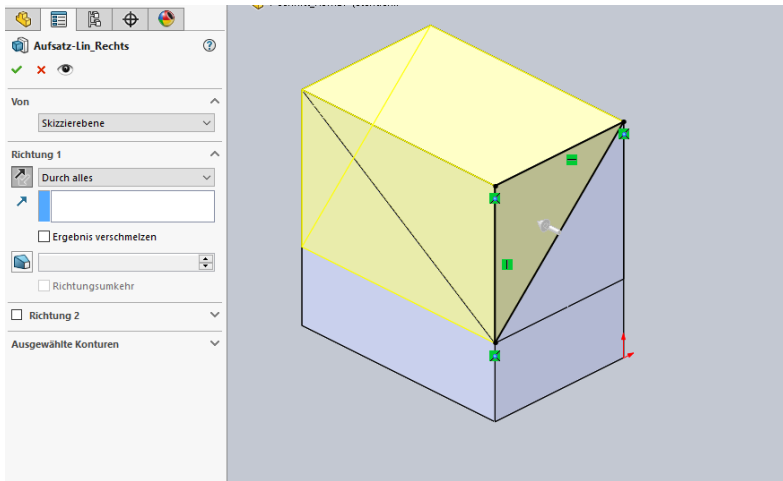 Aufsatz-Lin_Rechts
Von
Skizzierebene
Richtung 1
Durch alles
Ergebnis verschmelzen
Richtungsumkehr
Richtung 2
Ausgewählte Konturen